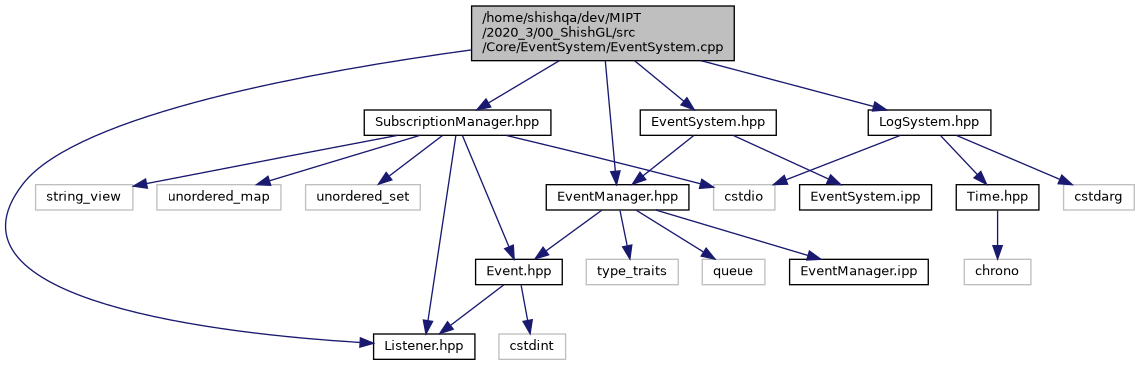 /home/shishqa/dev/MIPT
/2020_3/00_ShishGL/src
/Core/EventSystem/EventSystem.cpp
SubscriptionManager.hpp
EventSystem.hpp
LogSystem.hpp
string_view
unordered_map
unordered_set
EventManager.hpp
cstdio
EventSystem.ipp
Time.hpp
cstdarg
Event.hpp
type_traits
queue
EventManager.ipp
chrono
Listener.hpp
cstdint